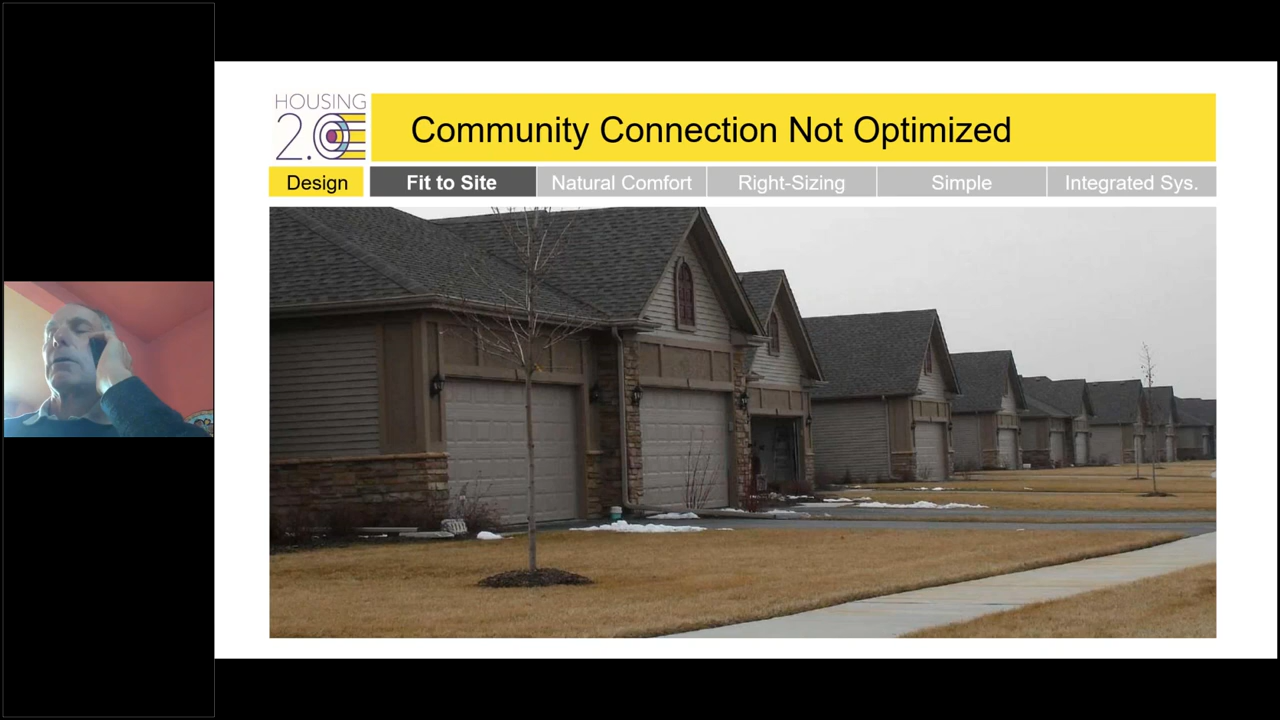 HOUSING
2.0
Community Connection Not Optimized
Design
Fit to Site
Natural Comfort
Right-Sizing
Simple
Integrated Sys.